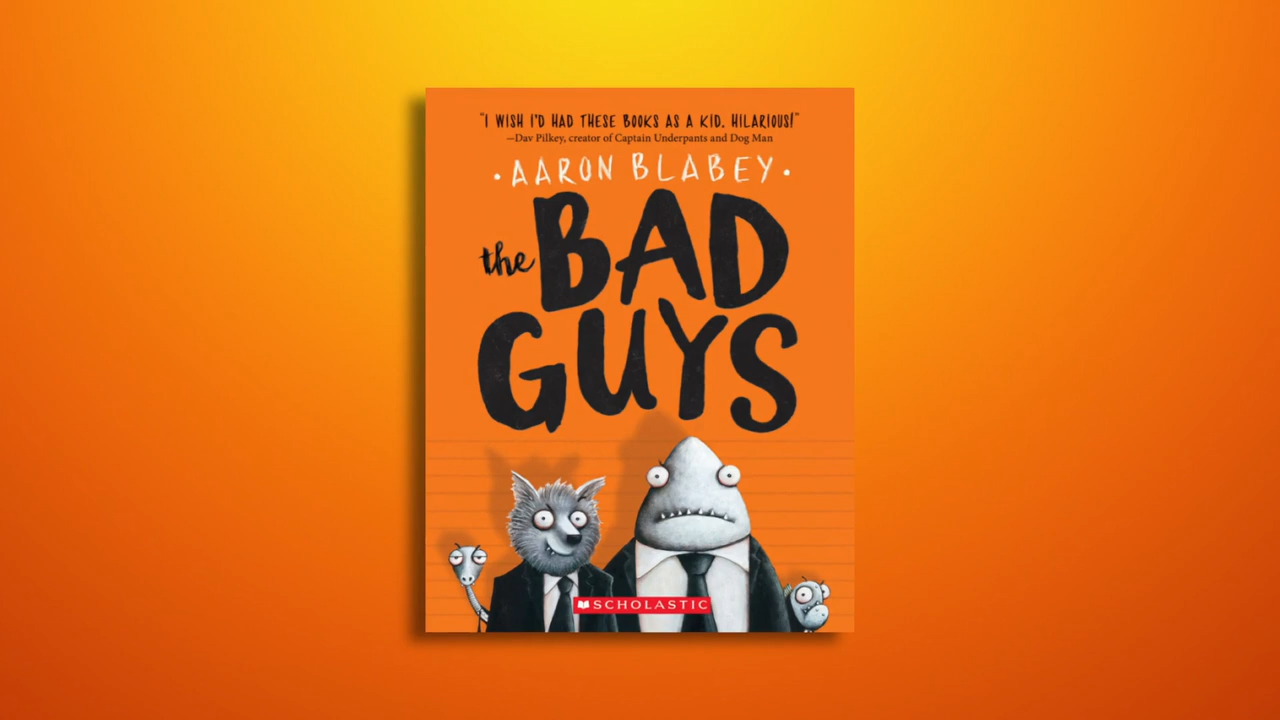 "I WISH I'D HAD THESE BOOKS AS A KID. HILARIOUS!"
—Dav Pilkey, creator of Captain Underpants and Dog Man
• AARON BLABEY •
the BAD
GUYS
SCHOLASTIC